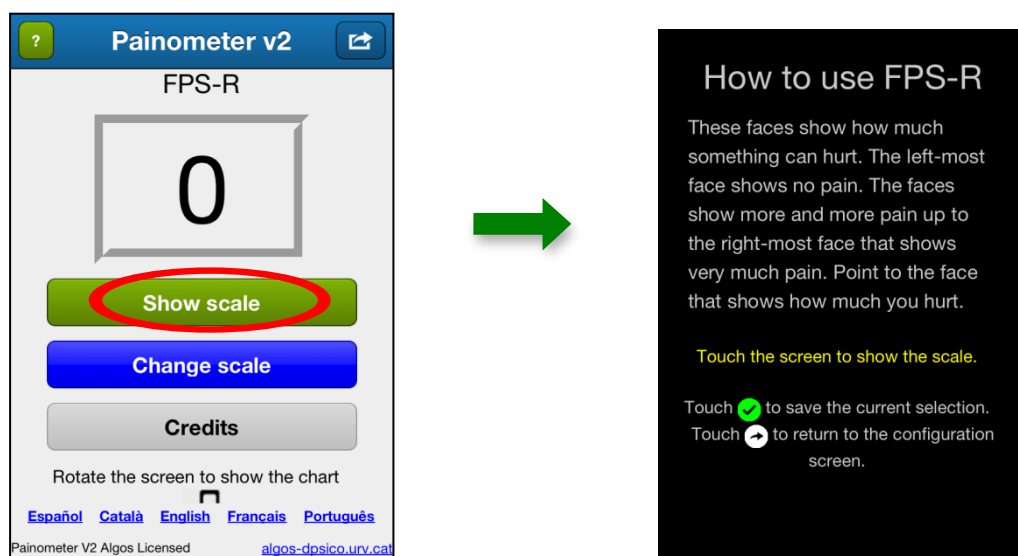 ?
Painometer v2
FPS-R
0
Show scale
Change scale
Credits
Rotate the screen to show the chart
Español Català English Français Português
Painometer V2 Algos Licensed algos-dpsico.urv.cat
How to use FPS-R
These faces show how much
something can hurt. The left-most
face shows no pain. The faces
show more and more pain up to
the right-most face that shows
very much pain. Point to the face
that shows how much you hurt.
Touch the screen to show the scale.
Touch to save the current selection.
Touch to return to the configuration
screen.